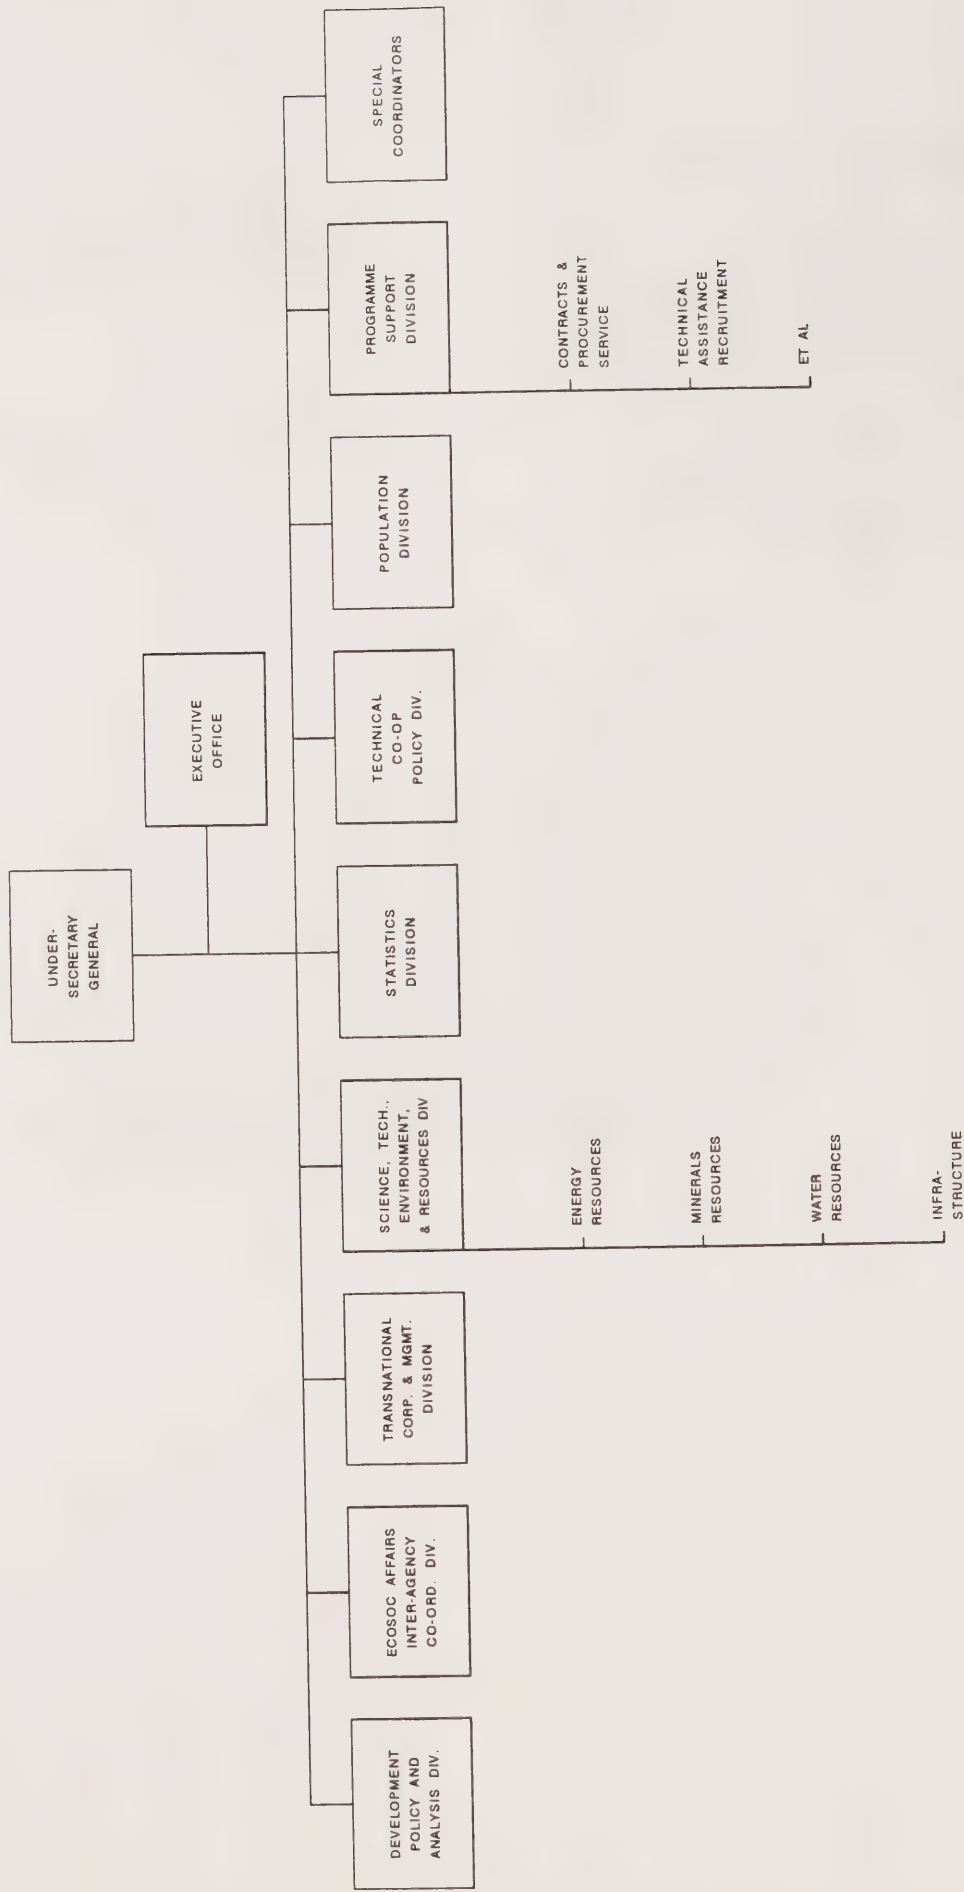 UNDER-
SECRETARY
GENERAL
EXECUTIVE
OFFICE
DEVELOPMENT
POLICY AND
ANALYSIS DIV.
ECOSOC AFFAIRS
INTER-AGENCY
CO-ORD. DIV.
TRANSNATIONAL
CORP. & MGMT.
DIVISION
SCIENCE, TECH.,
ENVIRONMENT,
& RESOURCES DIV
STATISTICS
DIVISION
TECHNICAL
CO-OP
POLICY DIV.
POPULATION
DIVISION
PROGRAMME
SUPPORT
DIVISION
SPECIAL
COORDINATORS
ENERGY
RESOURCES
MINERALS
RESOURCES
WATER
RESOURCES
INFRA-
STRUCTURE
CONTRACTS &
PROCUREMENT
SERVICE
TECHNICAL
ASSISTANCE
RECRUITMENT
ET AL